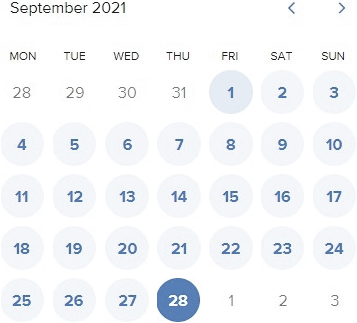 September 2021
MON TUE WED THU FRI SAT SUN
28 29 30 31 1 2 3
4 5 6 7 8 9 10
11 12 13 14 15 16 17
18 19 20 21 22 23 24
25 26 27 28 1 2 3